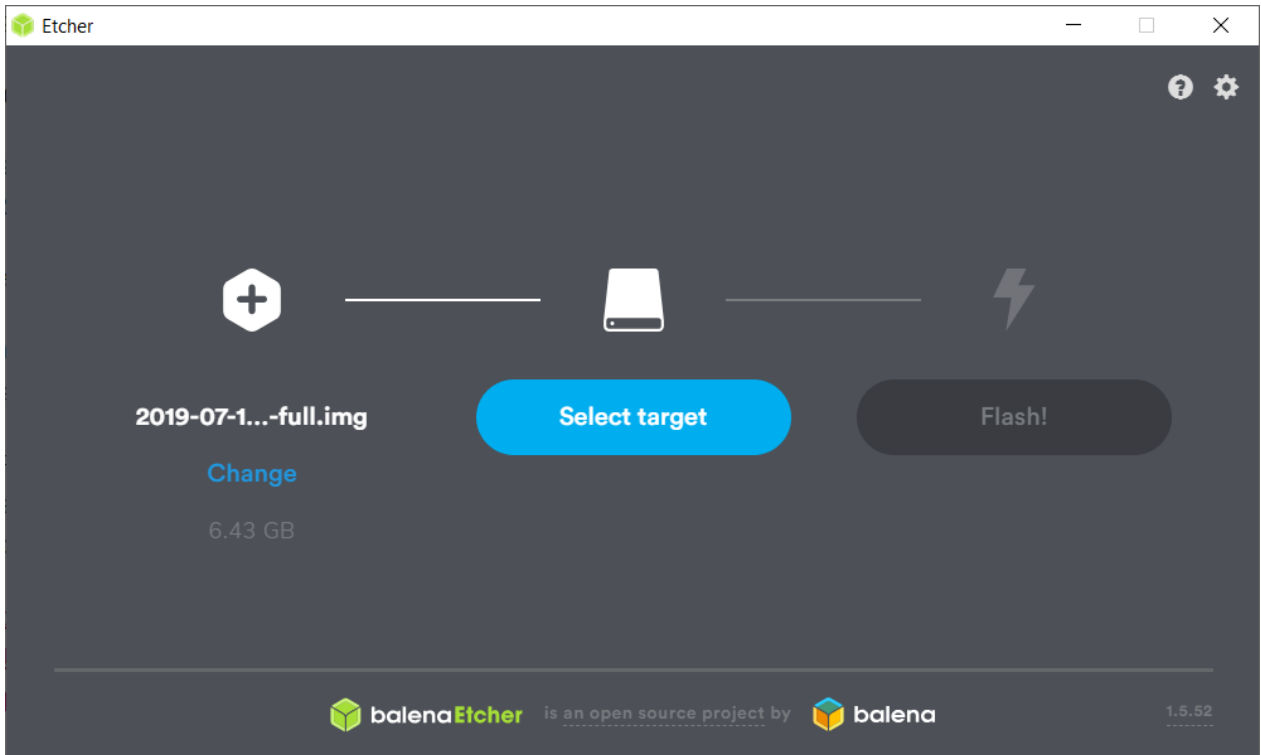 Etcher
2019-07-1...-full.img
Select target
Flash!
Change
6.43 GB
balenaEtcher is an open source project by balena
1.5.52